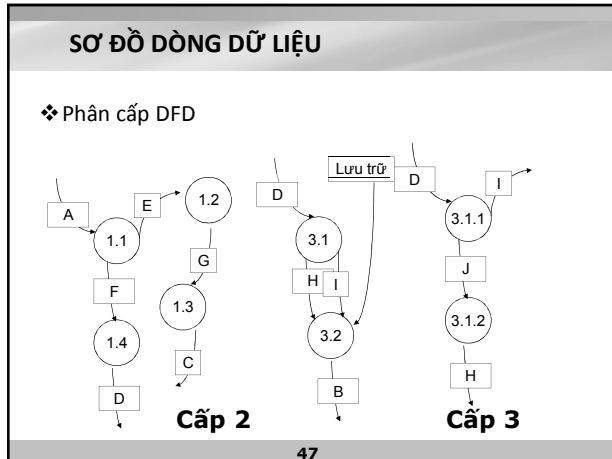 SƠ ĐỒ DÒNG DỮ LIỆU
❖ Phân cấp DFD
A
E
1.1
1.2
G
F
1.3
1.4
C
D
D
Lưu trữ
3.1
H
I
3.2
B
Cấp 2
D
I
3.1.1
J
3.1.2
H
Cấp 3
47